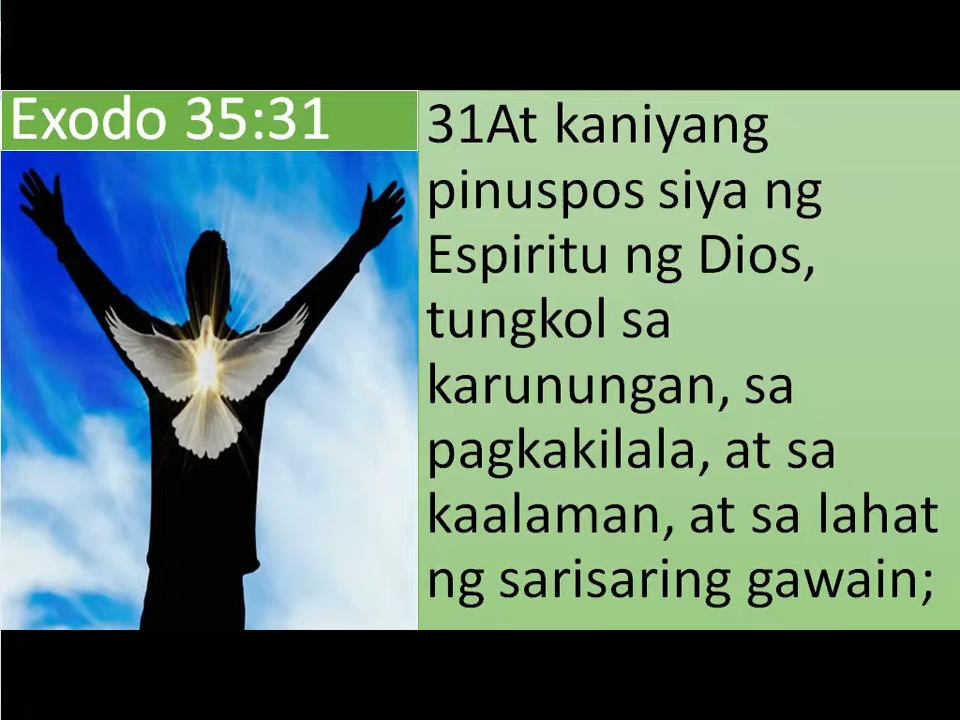 Exodo 35:31
31At kaniyang
pinuspos siya ng
Espiritu ng Dios,
tungkol sa
karunungan, sa
pagkakilala, at sa
kaalaman, at sa lahat
ng sarisaring gawain;